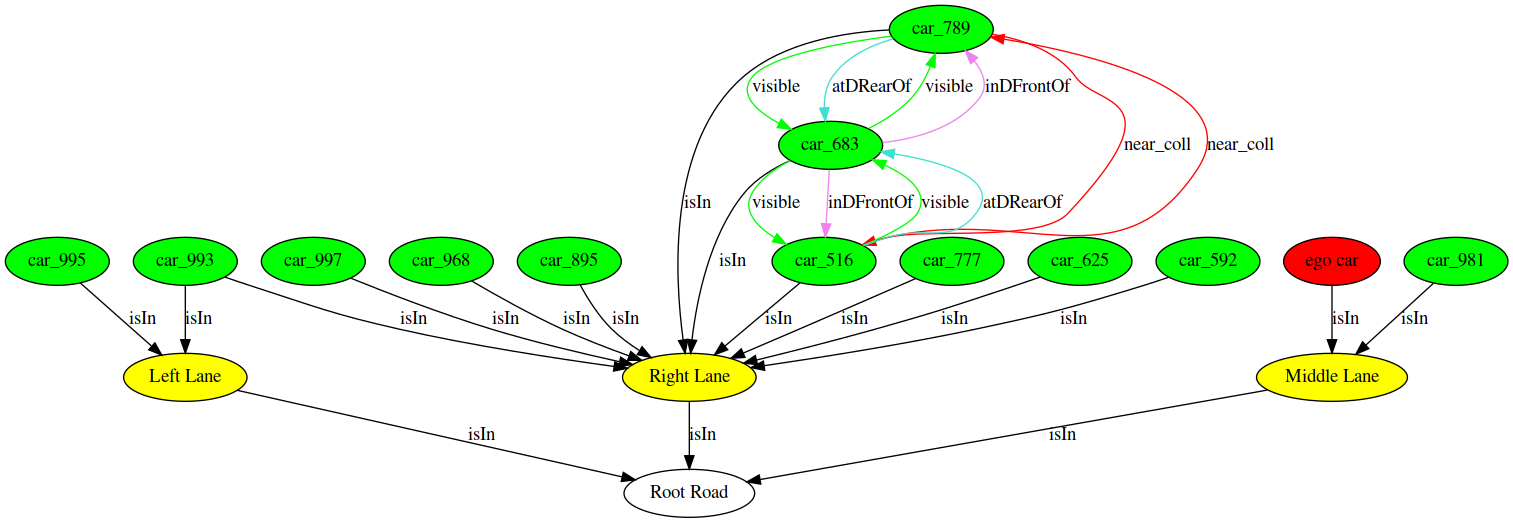 car_789
visible
atDRearOf
visible
inDFrontOf
car_683
near_coll
near_coll
isIn
visible
inDFrontOf
visible
atDRearOf
car_995
car_993
car_997
car_968
car_895
isIn
car_516
car_777
car_625
car_592
ego car
car_981
isIn
isIn
isIn
isIn
isIn
isIn
isIn
isIn
isIn
isIn
isIn
isIn
Left Lane
Right Lane
Middle Lane
isIn
isIn
isIn
Root Road